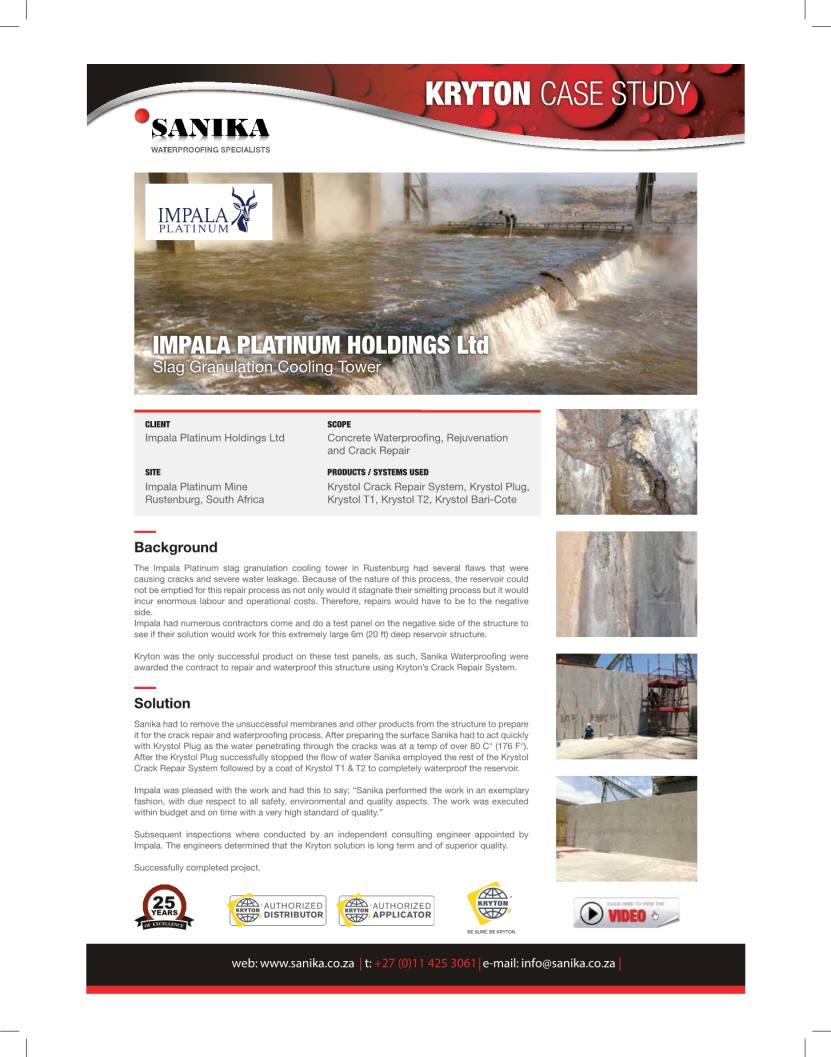 KRYTON CASE STUDY
SANIKA
WATERPROOFING SPECIALISTS
IMPALA
PLATINUM
IMPALA PLATINUM HOLDINGS Ltd
Slag Granulation Cooling Tower
CLIENT
Impala Platinum Holdings Ltd
SCOPE
Concrete Waterproofing, Rejuvenation
and Crack Repair
SITE
Impala Platinum Mine
Rustenburg, South Africa
PRODUCTS / SYSTEMS USED
Krystol Crack Repair System, Krystol Plug,
Krystol T1, Krystol T2, Krystol Bari-Cote
Background
The Impala Platinum slag granulation cooling tower in Rustenburg had several flaws that were
causing cracks and severe water leakage. Because of the nature of this process, the reservoir could
not be emptied for this repair process as not only would it stagnate their smelting process but it would
incur enormous labour and operational costs. Therefore, repairs would have to be to the negative
side.
Impala had numerous contractors come and do a test panel on the negative side of the structure to
see if their solution would work for this extremely large 6m (20 ft) deep reservoir structure.
Kryton was the only successful product on these test panels, as such, Sanika Waterproofing were
awarded the contract to repair and waterproof this structure using Kryton's Crack Repair System.
Solution
Sanika had to remove the unsuccessful membranes and other products from the structure to prepare
it for the crack repair and waterproofing process. After preparing the surface Sanika had to act quickly
with Krystol Plug as the water penetrating through the cracks was at a temp of over 80 C° (176 F°).
After the Krystol Plug successfully stopped the flow of water Sanika employed the rest of the Krystol
Crack Repair System followed by a coat of Krystol T1 & T2 to completely waterproof the reservoir.
Impala was pleased with the work and had this to say; "Sanika performed the work in an exemplary
fashion, with due respect to all safety, environmental and quality aspects. The work was executed
within budget and on time with a very high standard of quality."
Subsequent inspections where conducted by an independent consulting engineer appointed by
Impala. The engineers determined that the Kryton solution is long term and of superior quality.
Successfully completed project.
25
YEARS
OF EXCELLENCE
KRYTON
AUTHORIZED
DISTRIBUTOR
KRYTON
AUTHORIZED
APPLICATOR
KRYTON
BE SURE. BE KRYTON.
CLICK HERE TO VIEW THE
VIDEO
web: www.sanika.co.za | t: +27 (0)11 425 3061 | e-mail: info@sanika.co.za |